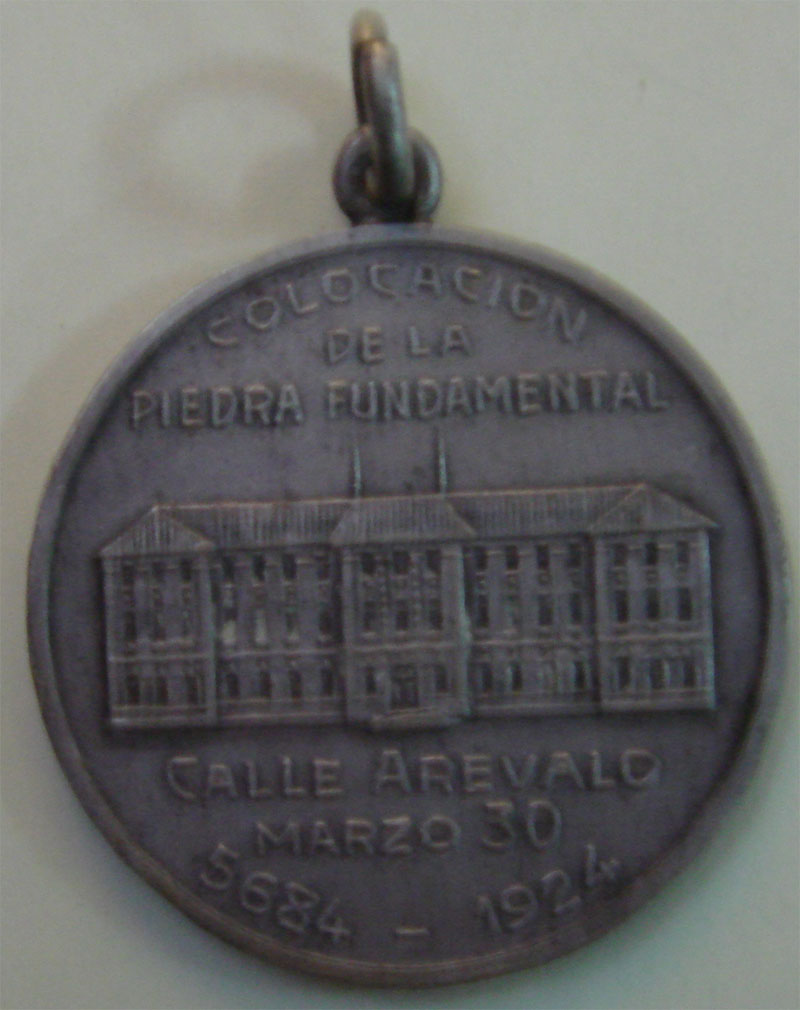 COLOCACION
DE LA
PIEDRA FUNDAMENTAL
CALLE AREVALO
MARZO 30
5684 - 1924